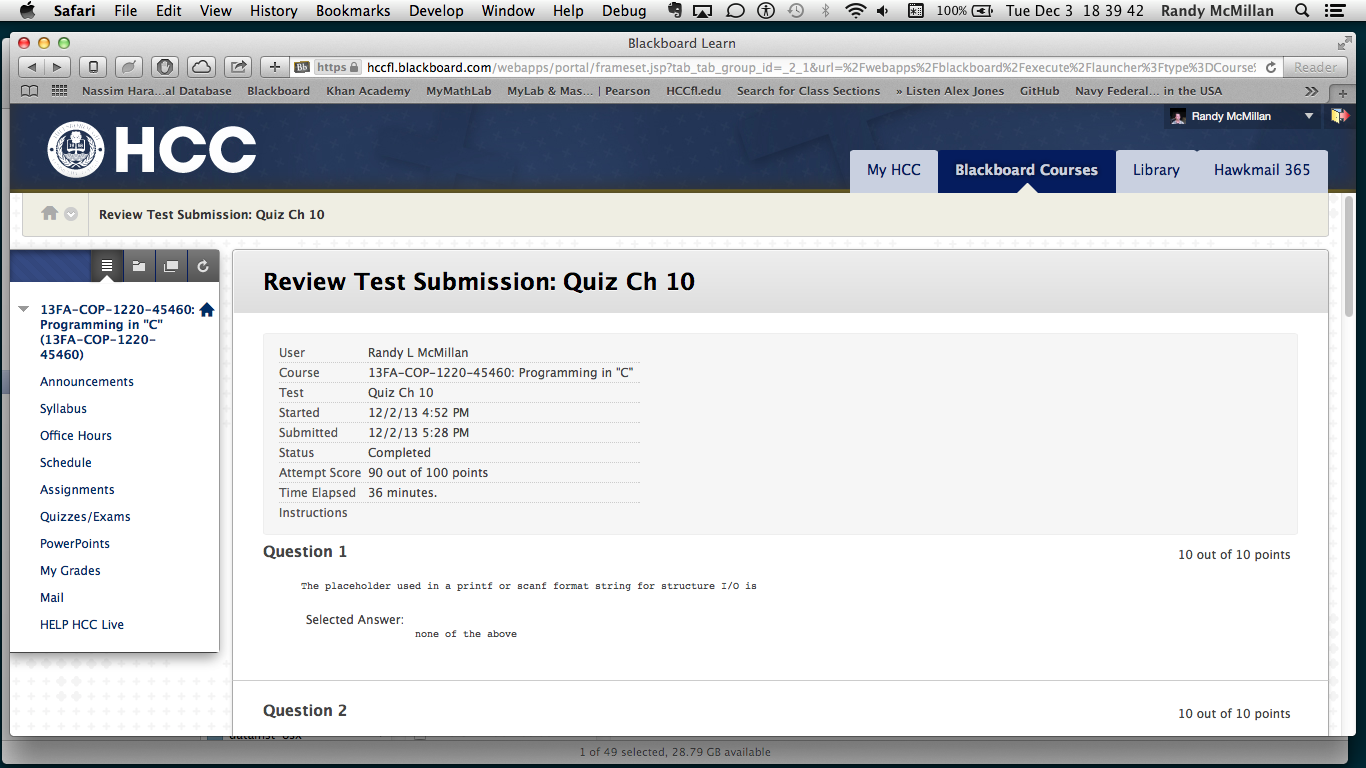 Safari File Edit View History Bookmarks Develop Window Help Debug 100% Tue Dec 3 18 39 42 Randy McMillan
Blackboard Learn
https hccfl.blackboard.com/webapps/portal/frameset.jsp?tab_tab_group_id=_2_1&url=%2Fwebapps%2Fblackboard%2Fexecute%2Flauncher%3Ftype%3DCourse Reader
Nassim Hara...al Database Blackboard Khan Academy MyMathLab MyLab & Mas... | Pearson HCCfl.edu Search for Class Sections » Listen Alex Jones GitHub Navy Federal... in the USA
Randy McMillan
HCC
My HCC Blackboard Courses Library Hawkmail 365
Review Test Submission: Quiz Ch 10
Review Test Submission: Quiz Ch 10
13FA-COP-1220-45460:
Programming in "C"
(13FA-COP-1220-
45460)
Announcements
Syllabus
Office Hours
Schedule
Assignments
Quizzes/Exams
PowerPoints
My Grades
Mail
HELP HCC Live
User Randy L McMillan
Course 13FA-COP-1220-45460: Programming in "C"
Test Quiz Ch 10
Started 12/2/13 4:52 PM
Submitted 12/2/13 5:28 PM
Status Completed
Attempt Score 90 out of 100 points
Time Elapsed 36 minutes.
Instructions
Question 1 10 out of 10 points
The placeholder used in a printf or scanf format string for structure I/O is
Selected Answer:
none of the above
Question 2 10 out of 10 points
1 of 49 selected, 28.79 GB available